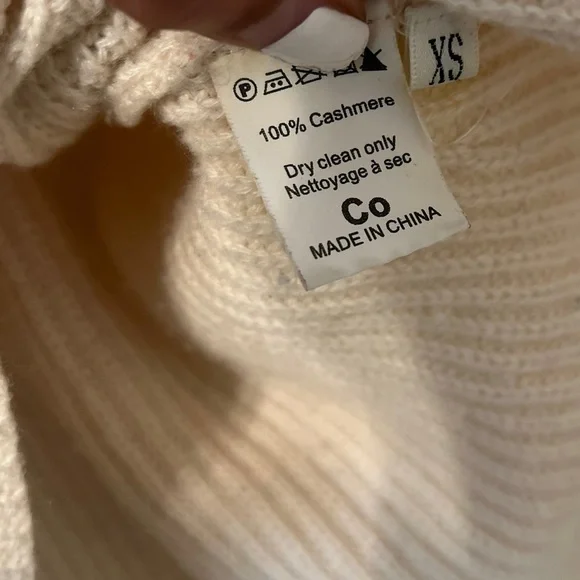 P
XS
100% Cashmere
Dry clean only
Nettoyage à sec
Co
MADE IN CHINA